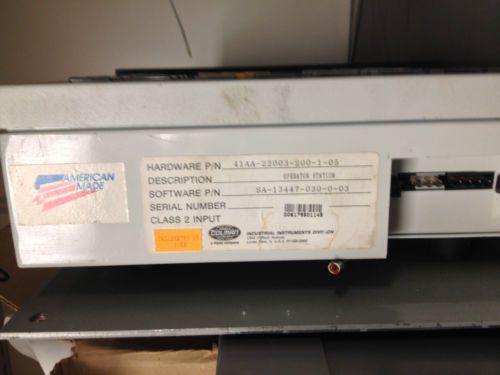 AMERICAN
MADE
HARDWARE P/N 41AA-22003-200-1-05
DESCRIPTION OPERATOR STATION
SOFTWARE P/N SA-13447-030-0-03
SERIAL NUMBER
CLASS 2 INPUT
COLMAN
INDUSTRIAL INSTRUMENTS DIVISION